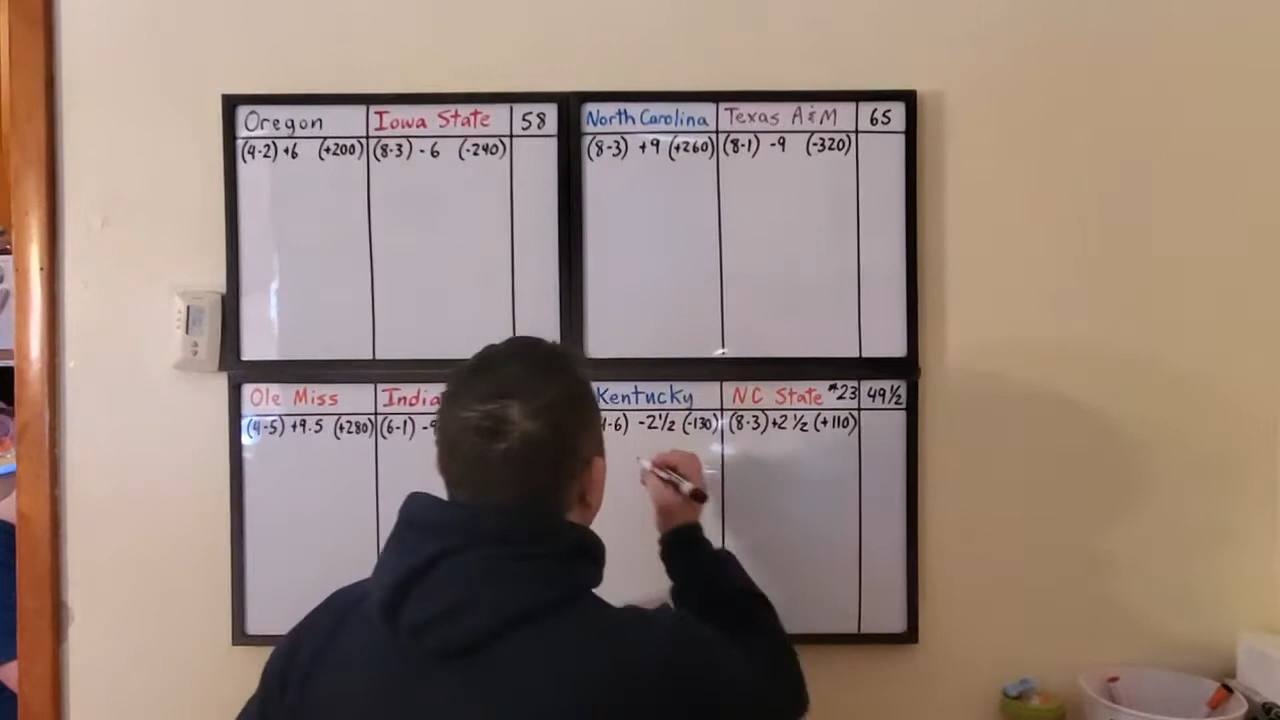 Oregon Iowa State 58
(4-2) +6 (+200) (8-3) -6 (-240)
North Carolina Texas A&M 65
(8-3) +9 (+260) (8-1) -9 (-320)
Ole Miss India
(4-5) +9.5 (+280) (6-1) -9
Kentucky NC State #23 49½
-6) -2½ (-130) (8-3) +2½ (+110)